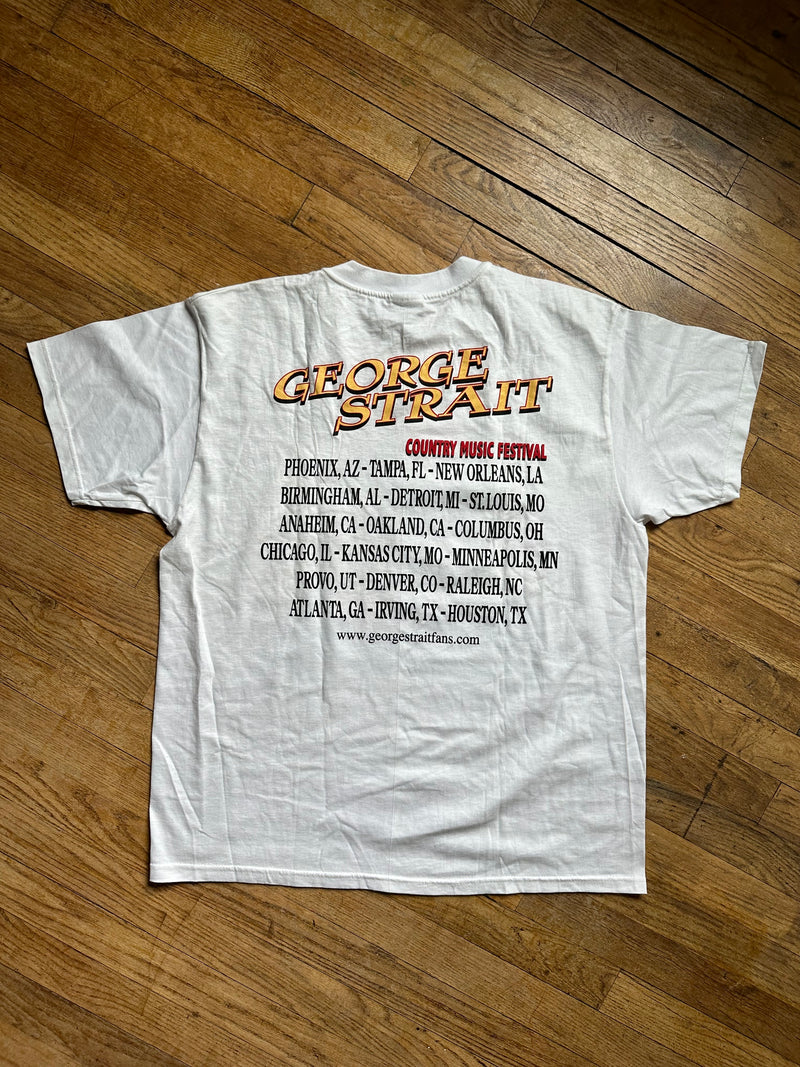 GEORGE
STRAIT
COUNTRY MUSIC FESTIVAL
PHOENIX, AZ - TAMPA, FL - NEW ORLEANS, LA
BIRMINGHAM, AL - DETROIT, MI - ST. LOUIS, MO
ANAHEIM, CA - OAKLAND, CA - COLUMBUS, OH
CHICAGO, IL - KANSAS CITY, MO - MINNEAPOLIS, MN
PROVO, UT - DENVER, CO - RALEIGH, NC
ATLANTA, GA - IRVING, TX - HOUSTON, TX
www.georgestraitfans.com